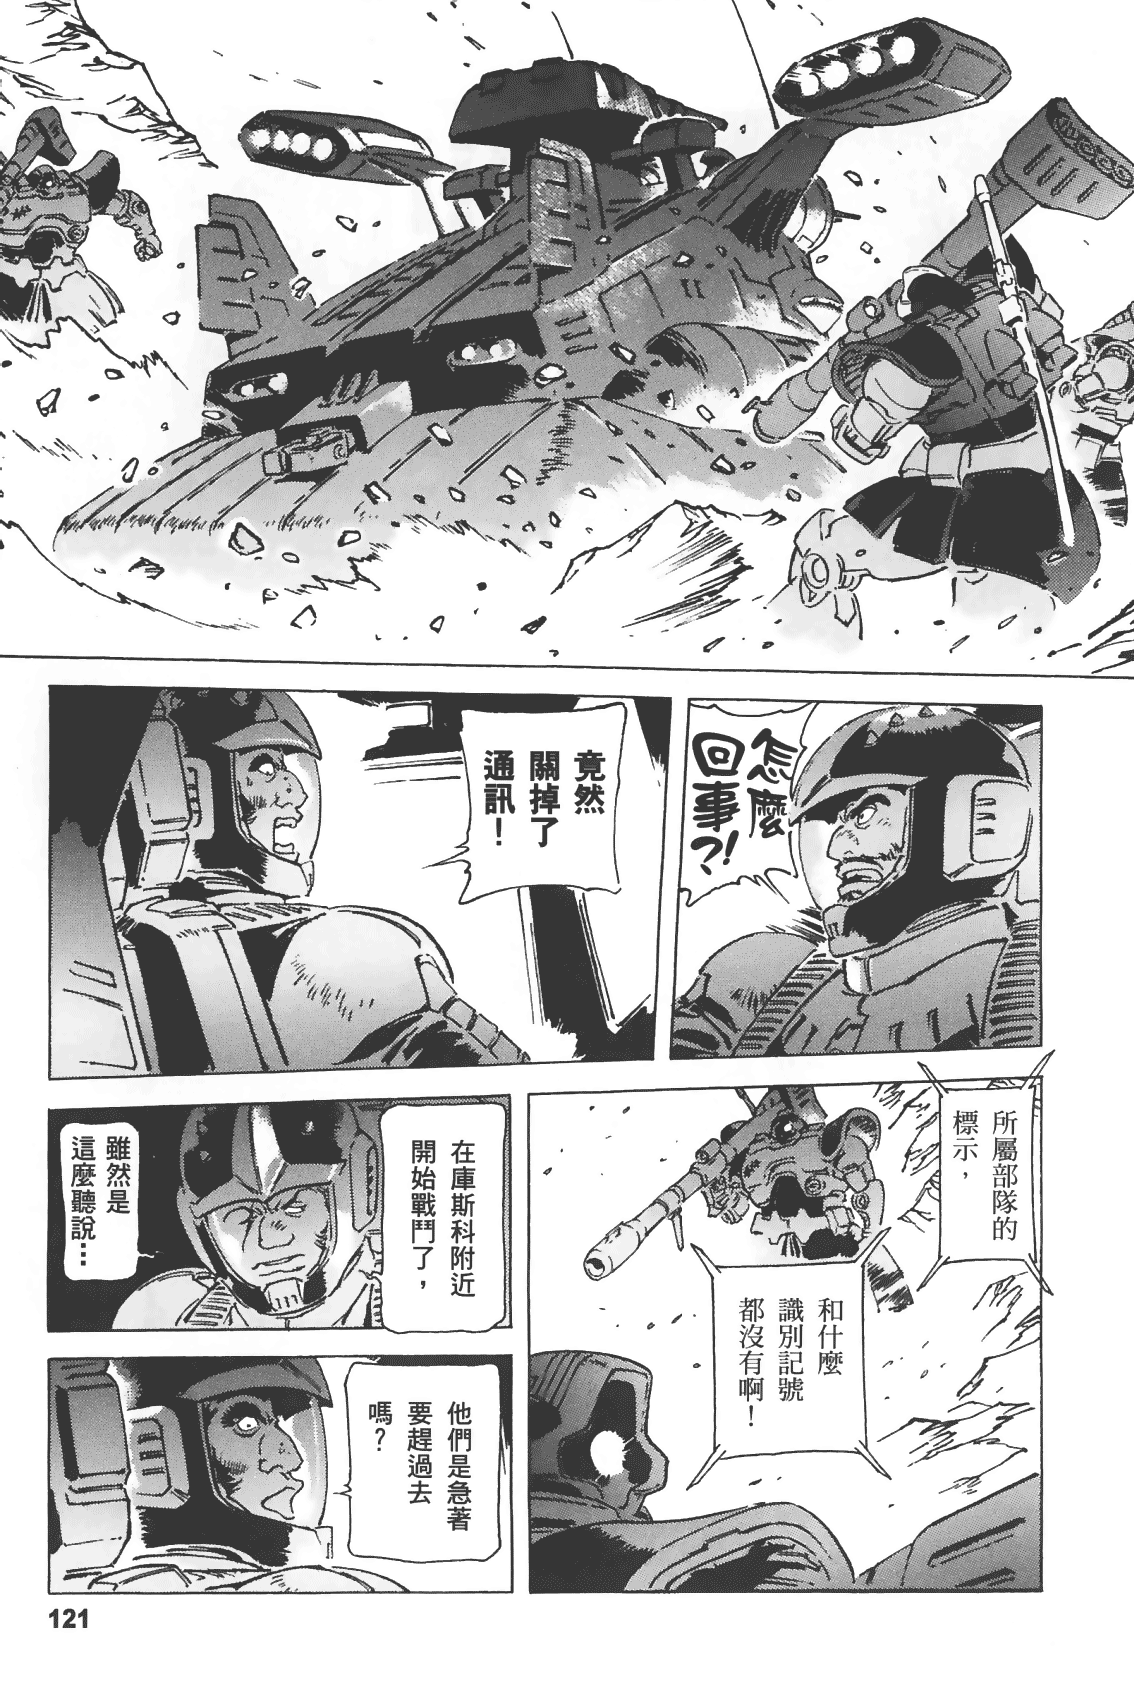 怎麼
回事?!
竟然
關掉了
通訊！
所屬部隊的
標示，
和什麼
識別記號
都沒有啊！
在庫斯科附近
開始戰鬥了，
雖然是
這麼聽說…
他們是急著
要趕過去
嗎？
121